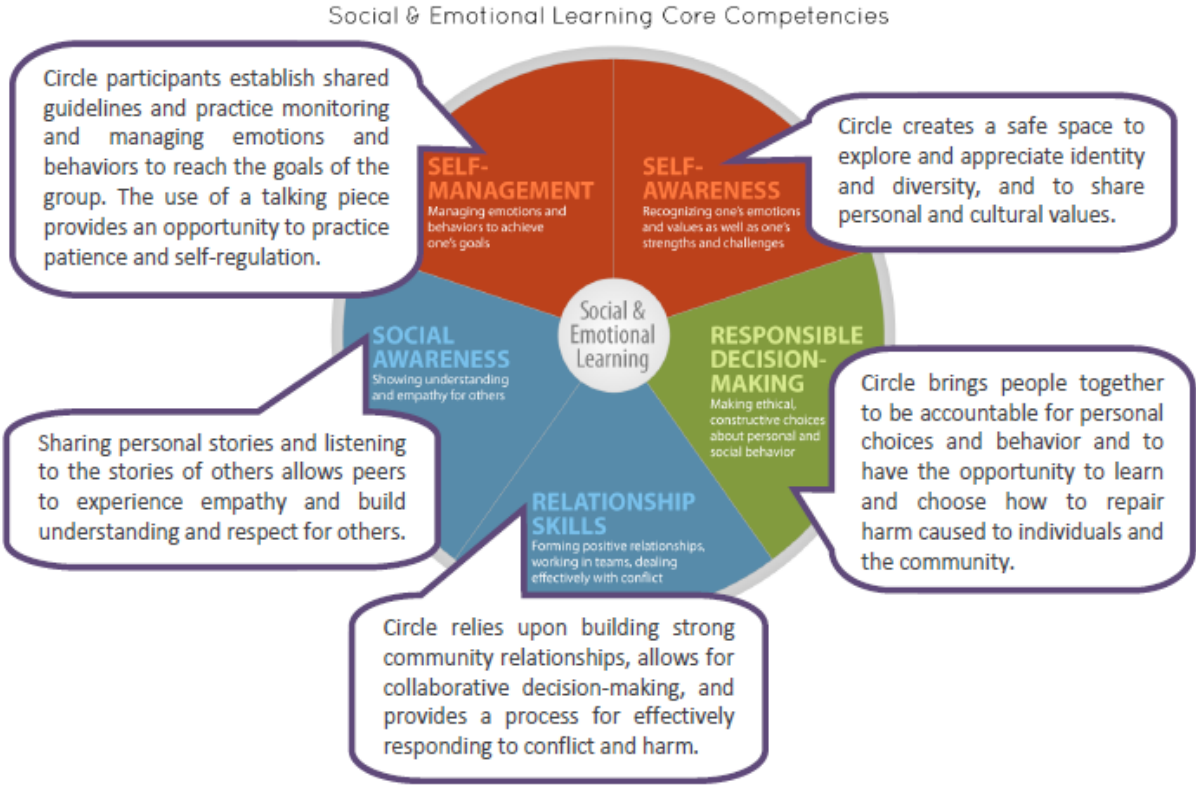 Social & Emotional Learning Core Competencies
Circle participants establish shared
guidelines and practice monitoring
and managing emotions and
behaviors to reach the goals of the
group. The use of a talking piece
provides an opportunity to practice
patience and self-regulation.
SELF-
MANAGEMENT
Managing emotions and
behaviors to achieve
one's goals
SELF-
AWARENESS
Recognizing one's emotions
and values as well as one's
strengths and challenges
Circle creates a safe space to
explore and appreciate identity
and diversity, and to share
personal and cultural values.
Social &
Emotional
Learning
SOCIAL
AWARENESS
Showing understanding
and empathy for others
RESPONSIBLE
DECISION-
MAKING
Making ethical,
constructive choices
about personal and
social behavior
Circle brings people together
to be accountable for personal
choices and behavior and to
have the opportunity to learn
and choose how to repair
harm caused to individuals and
the community.
Sharing personal stories and listening
to the stories of others allows peers
to experience empathy and build
understanding and respect for others.
RELATIONSHIP
SKILLS
Forming positive relationships,
working in teams, dealing
effectively with conflict
Circle relies upon building strong
community relationships, allows for
collaborative decision-making, and
provides a process for effectively
responding to conflict and harm.